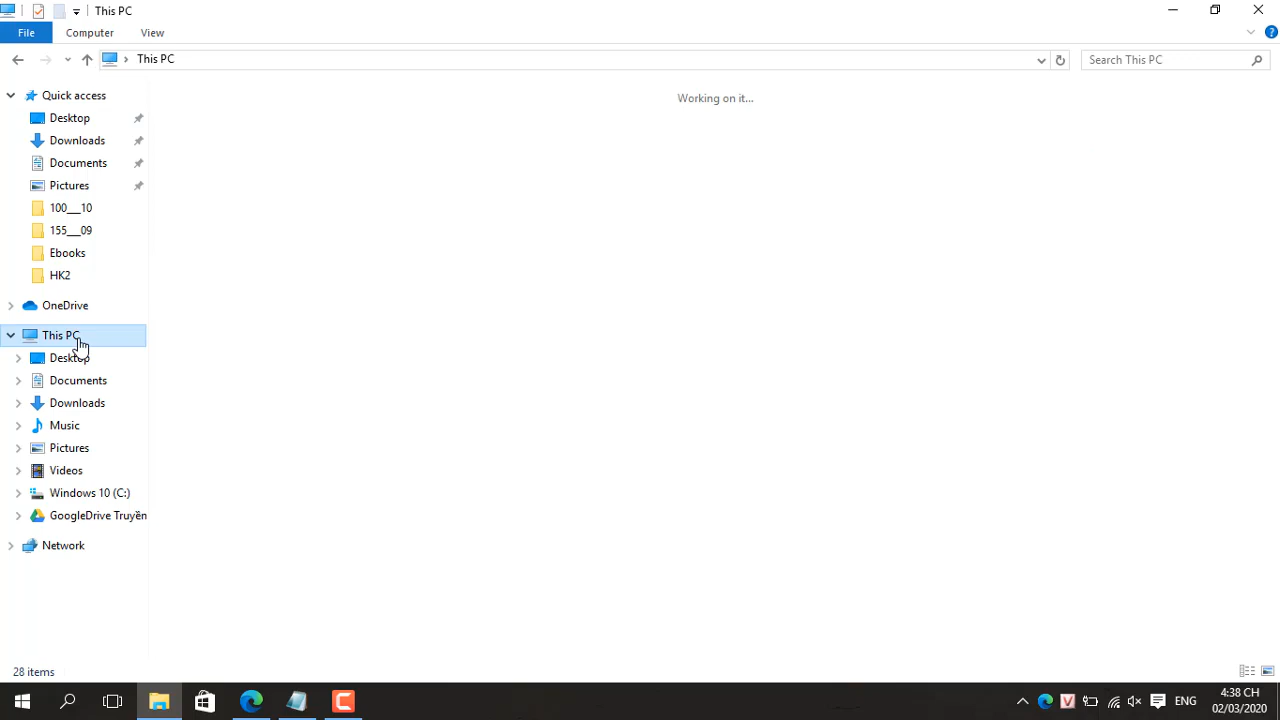 This PC
File
Computer
View
This PC
Search This PC
Quick access
Working on it...
Desktop
Downloads
Documents
Pictures
100___10
155___09
Ebooks
HK2
OneDrive
This PC
Desktop
Documents
Downloads
Music
Pictures
Videos
Windows 10 (C:)
GoogleDrive Truyền
Network
28 items
V
ENG
4:38 CH
02/03/2020